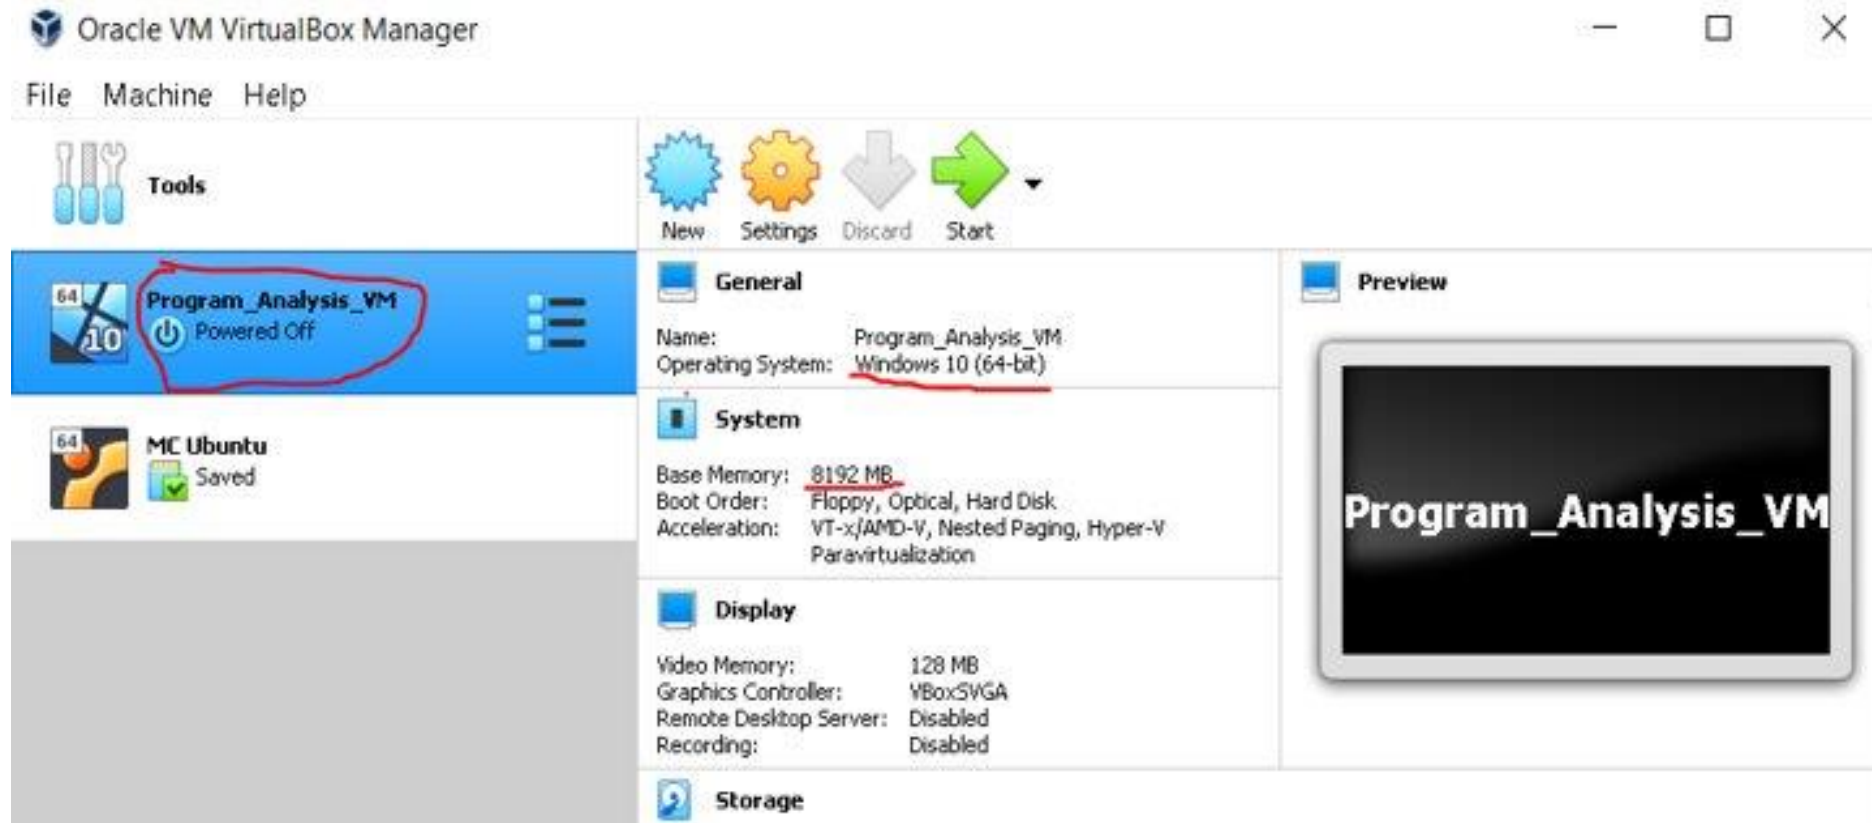 Oracle VM VirtualBox Manager
File Machine Help
Tools
64
10
Program_Analysis_VM
Powered Off
64
MC Ubuntu
Saved
New Settings Discard Start
General
Name: Program_Analysis_VM
Operating System: Windows 10 (64-bit)
System
Base Memory: 8192 MB
Boot Order: Floppy, Optical, Hard Disk
Acceleration: VT-x/AMD-V, Nested Paging, Hyper-V
Paravirtualization
Display
Video Memory: 128 MB
Graphics Controller: VBoxSVGA
Remote Desktop Server: Disabled
Recording: Disabled
Storage
Preview
Program_Analysis_VM